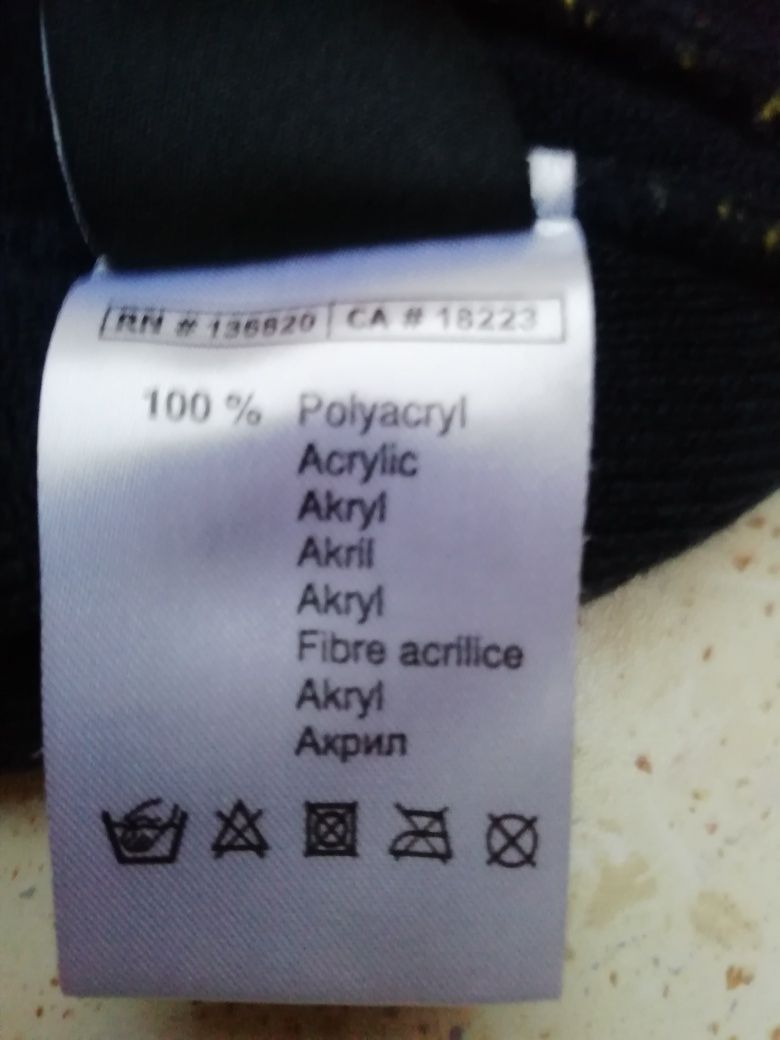 RN # 136820 CA # 18223
100 % Polyacryl
Acrylic
Akryl
Akril
Akryl
Fibre acrilice
Akryl
Акрил